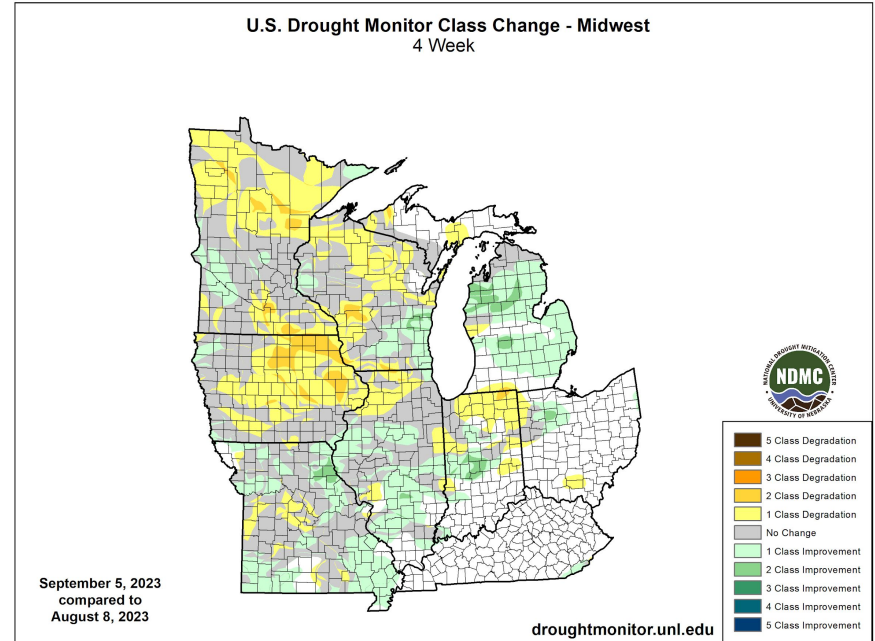 U.S. Drought Monitor Class Change - Midwest
4 Week
NATIONAL DROUGHT MITIGATION CENTER
NDMC
UNIVERSITY OF NEBRASKA
5 Class Degradation
4 Class Degradation
3 Class Degradation
2 Class Degradation
1 Class Degradation
No Change
1 Class Improvement
2 Class Improvement
3 Class Improvement
4 Class Improvement
5 Class Improvement
September 5, 2023
compared to
August 8, 2023
droughtmonitor.unl.edu